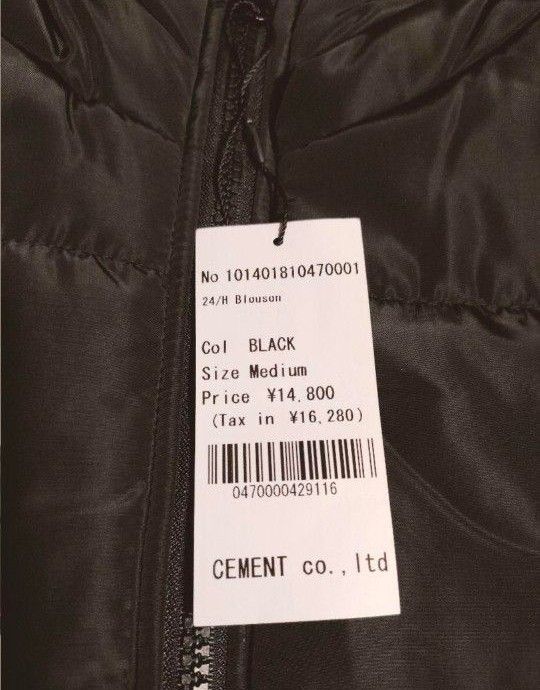 No 101401810470001
24/H Blouson
Col BLACK
Size Medium
Price ¥14,800
(Tax in ¥16,280)
0470000429116
CEMENT co.,ltd